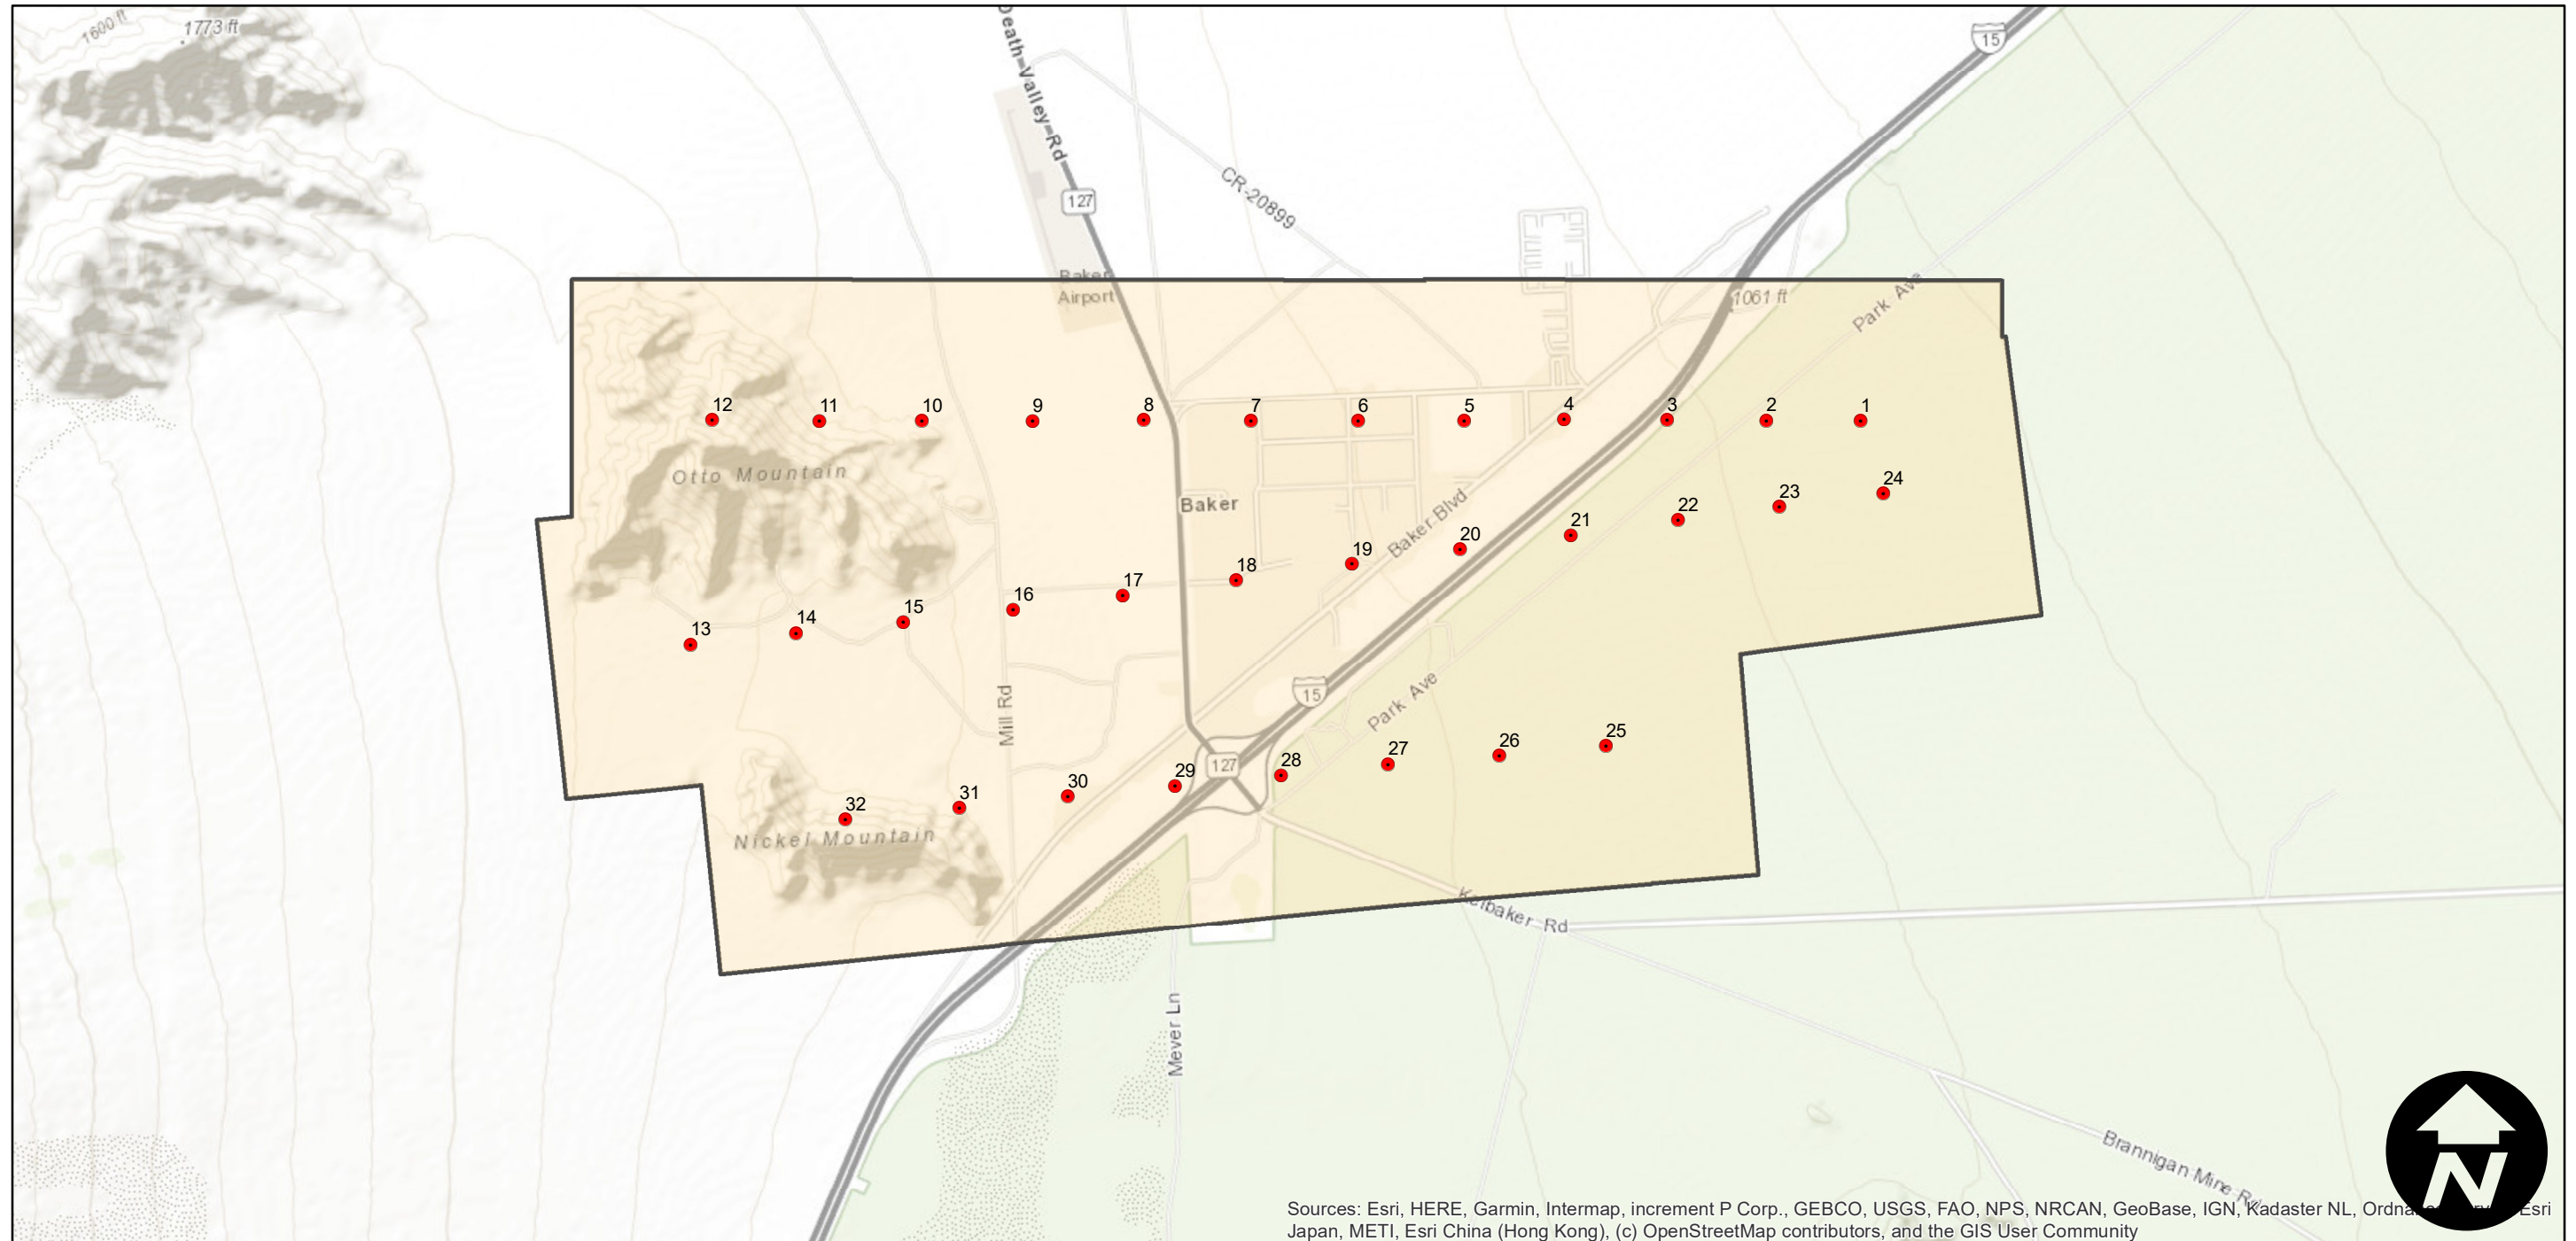 1600 ft
1773 ft
Death Valley Rd
15
127
CR-20899
Baker
Airport
1061 ft
Park Ave
12
11
10
9
8
7
6
5
4
3
2
1
Otto Mountain
Baker
Baker Blvd
24
23
22
21
20
19
18
17
16
15
14
13
Mill Rd
15
Park Ave
127
25
26
27
28
29
30
31
32
Nickel Mountain
Kelbaker Rd
Meyer Ln
Brannigan Mine Rd
N
Sources: Esri, HERE, Garmin, Intermap, increment P Corp., GEBCO, USGS, FAO, NPS, NRCAN, GeoBase, IGN, Kadaster NL, Esri
Japan, METI, Esri China (Hong Kong), (c) OpenStreetMap contributors, and the GIS User Community